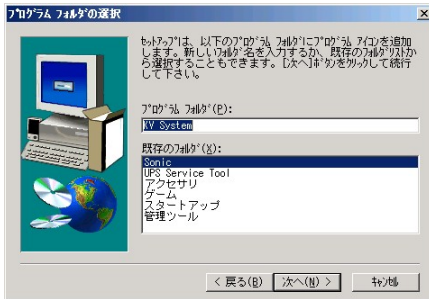 プログラム フォルダの選択
セットアップは、以下のプログラム フォルダにプログラム アイコンを追加
します。新しいフォルダ名を入力するか、既存のフォルダリストか
ら選択することもできます。[次へ]ボタンをクリックして続行
して下さい。
プログラム フォルダ(P):
KV System
既存のフォルダ(X):
Sonic
UPS Service Tool
アクセサリ
ゲーム
スタートアップ
管理ツール
< 戻る(B)
次へ(N) >
キャンセル